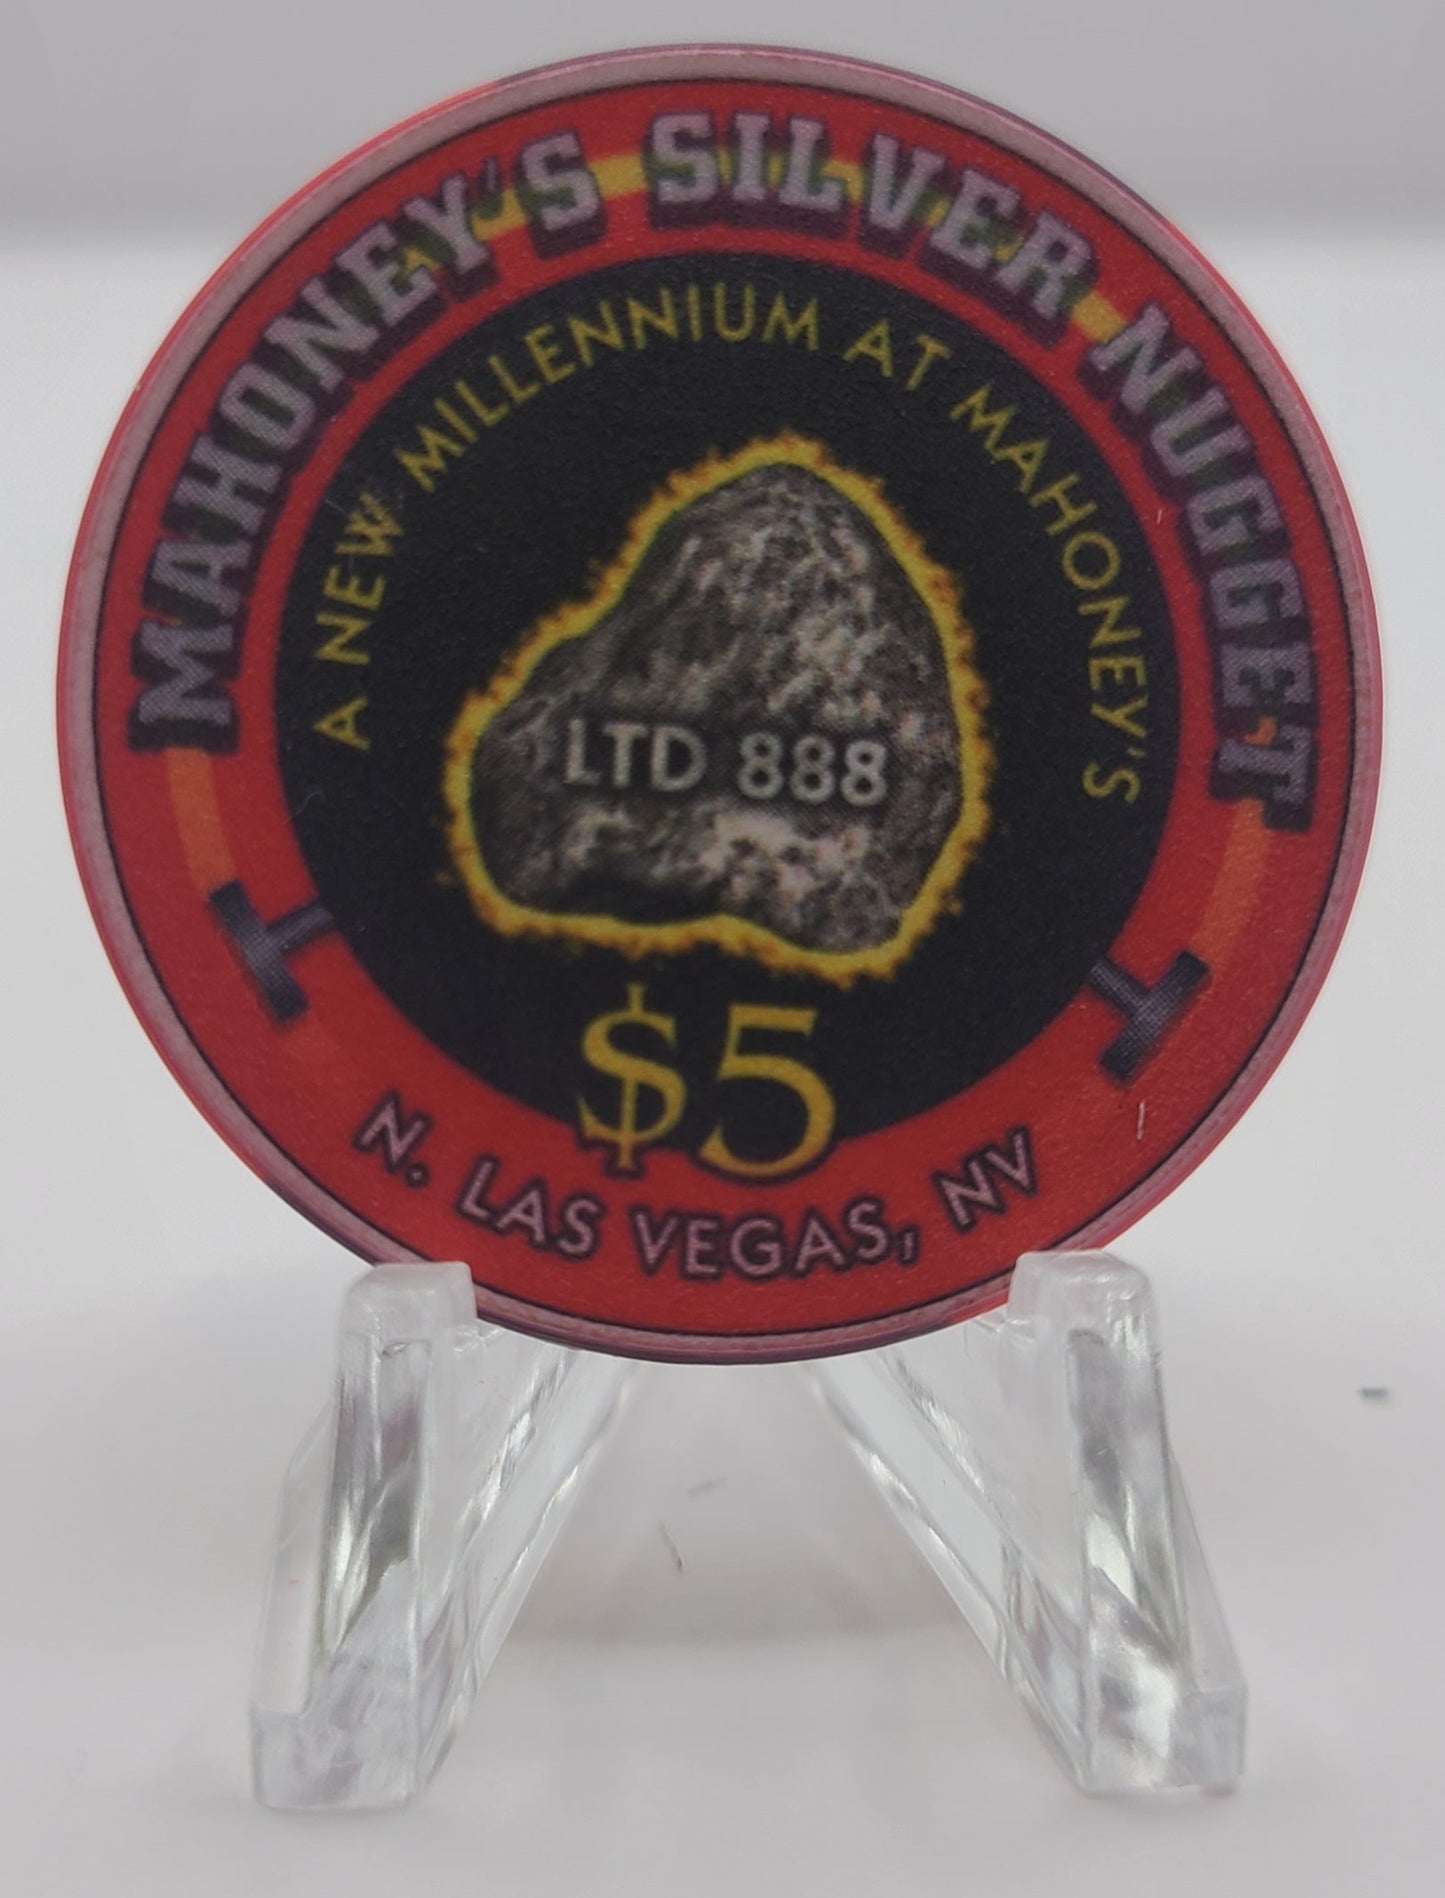 MAHONEY'S SILVER NUGGET
A NEW MILLENNIUM AT MAHONEY'S
LTD 888
$5
N. LAS VEGAS, NV